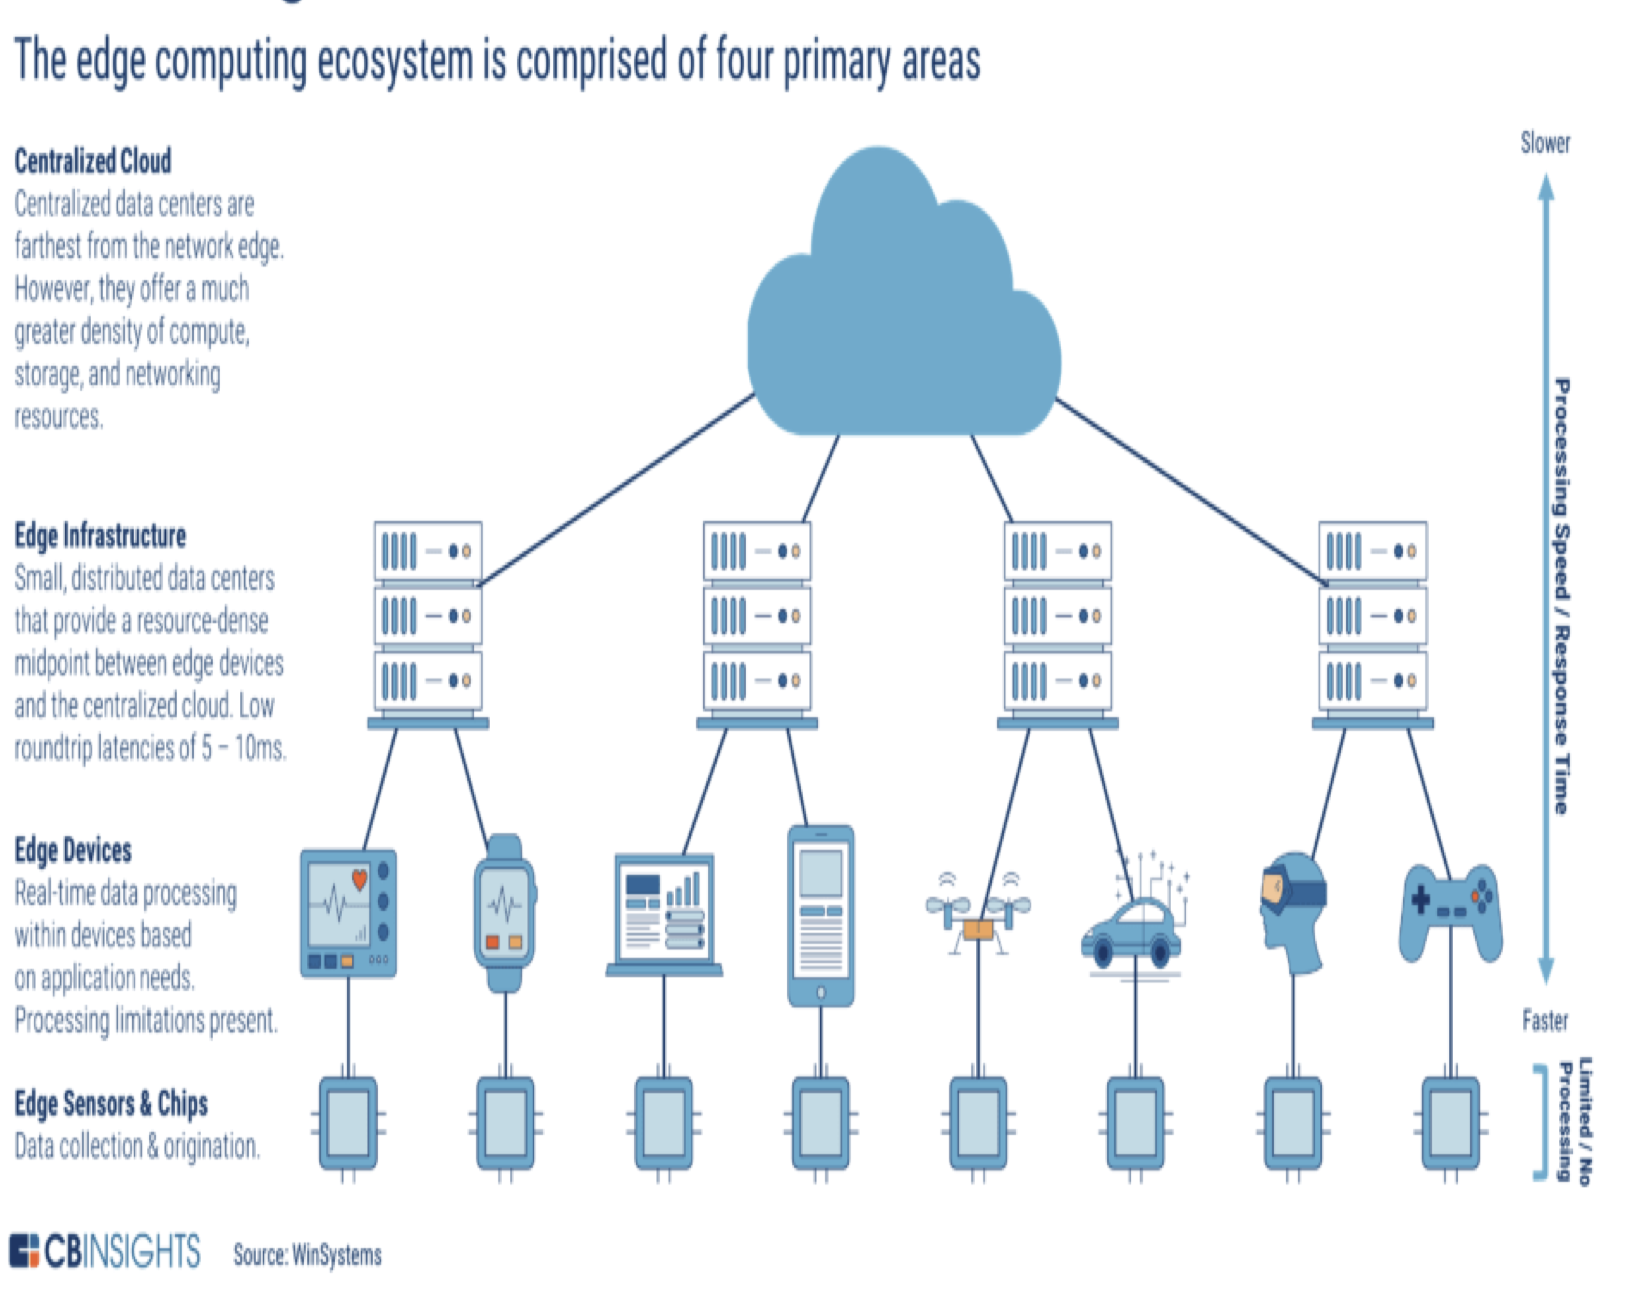 The edge computing ecosystem is comprised of four primary areas
Centralized Cloud
Centralized data centers are
farthest from the network edge.
However, they offer a much
greater density of compute,
storage, and networking
resources.
Edge Infrastructure
Small, distributed data centers
that provide a resource-dense
midpoint between edge devices
and the centralized cloud. Low
roundtrip latencies of 5 – 10ms.
Edge Devices
Real-time data processing
within devices based
on application needs.
Processing limitations present.
Edge Sensors & Chips
Data collection & origination.
Slower
Processing Speed / Response Time
Faster
Limited / No
Processing
CBINSIGHTS
Source: WinSystems